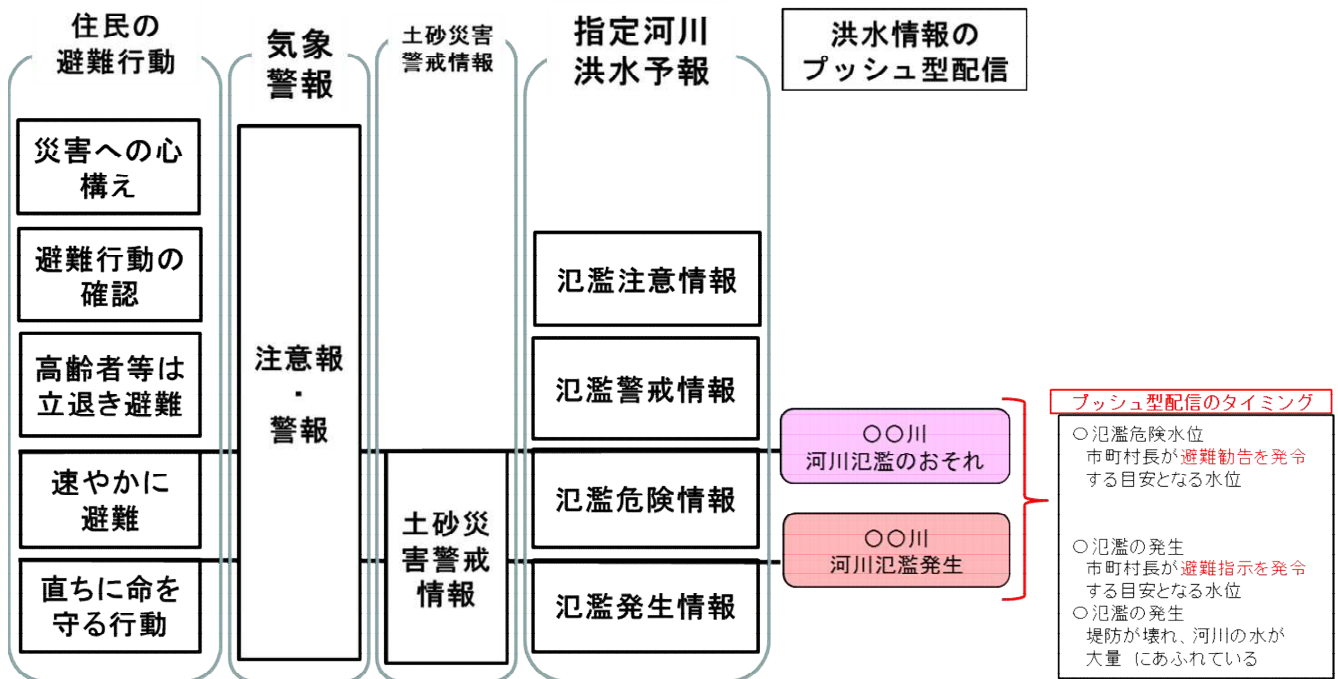 住民の
避難行動
災害への心
構え
避難行動の
確認
高齢者等は
立退き避難
速やかに
避難
直ちに命を
守る行動
気象
警報
注意報
・
警報
土砂災害
警戒情報
土砂災
害警戒
情報
指定河川
洪水予報
氾濫注意情報
氾濫警戒情報
氾濫危険情報
氾濫発生情報
洪水情報の
プッシュ型配信
〇〇川
河川氾濫のおそれ
〇〇川
河川氾濫発生
プッシュ型配信のタイミング
〇氾濫危険水位
市町村長が避難勧告を発令
する目安となる水位
〇氾濫の発生
市町村長が避難指示を発令
する目安となる水位
〇氾濫の発生
堤防が壊れ、河川の水が
大量 にあふれている